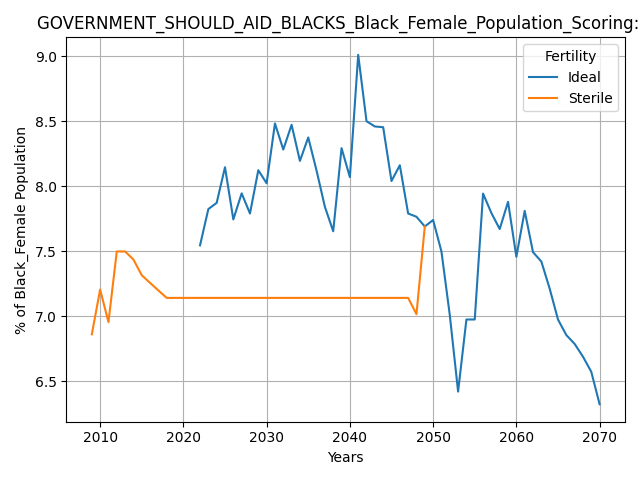 GOVERNMENT_SHOULD_AID_BLACKS_Black_Female_Population_Scoring:
Fertility
Ideal
Sterile
% of Black_Female Population
9.0
8.5
8.0
7.5
7.0
6.5
2010 2020 2030 2040 2050 2060 2070
Years